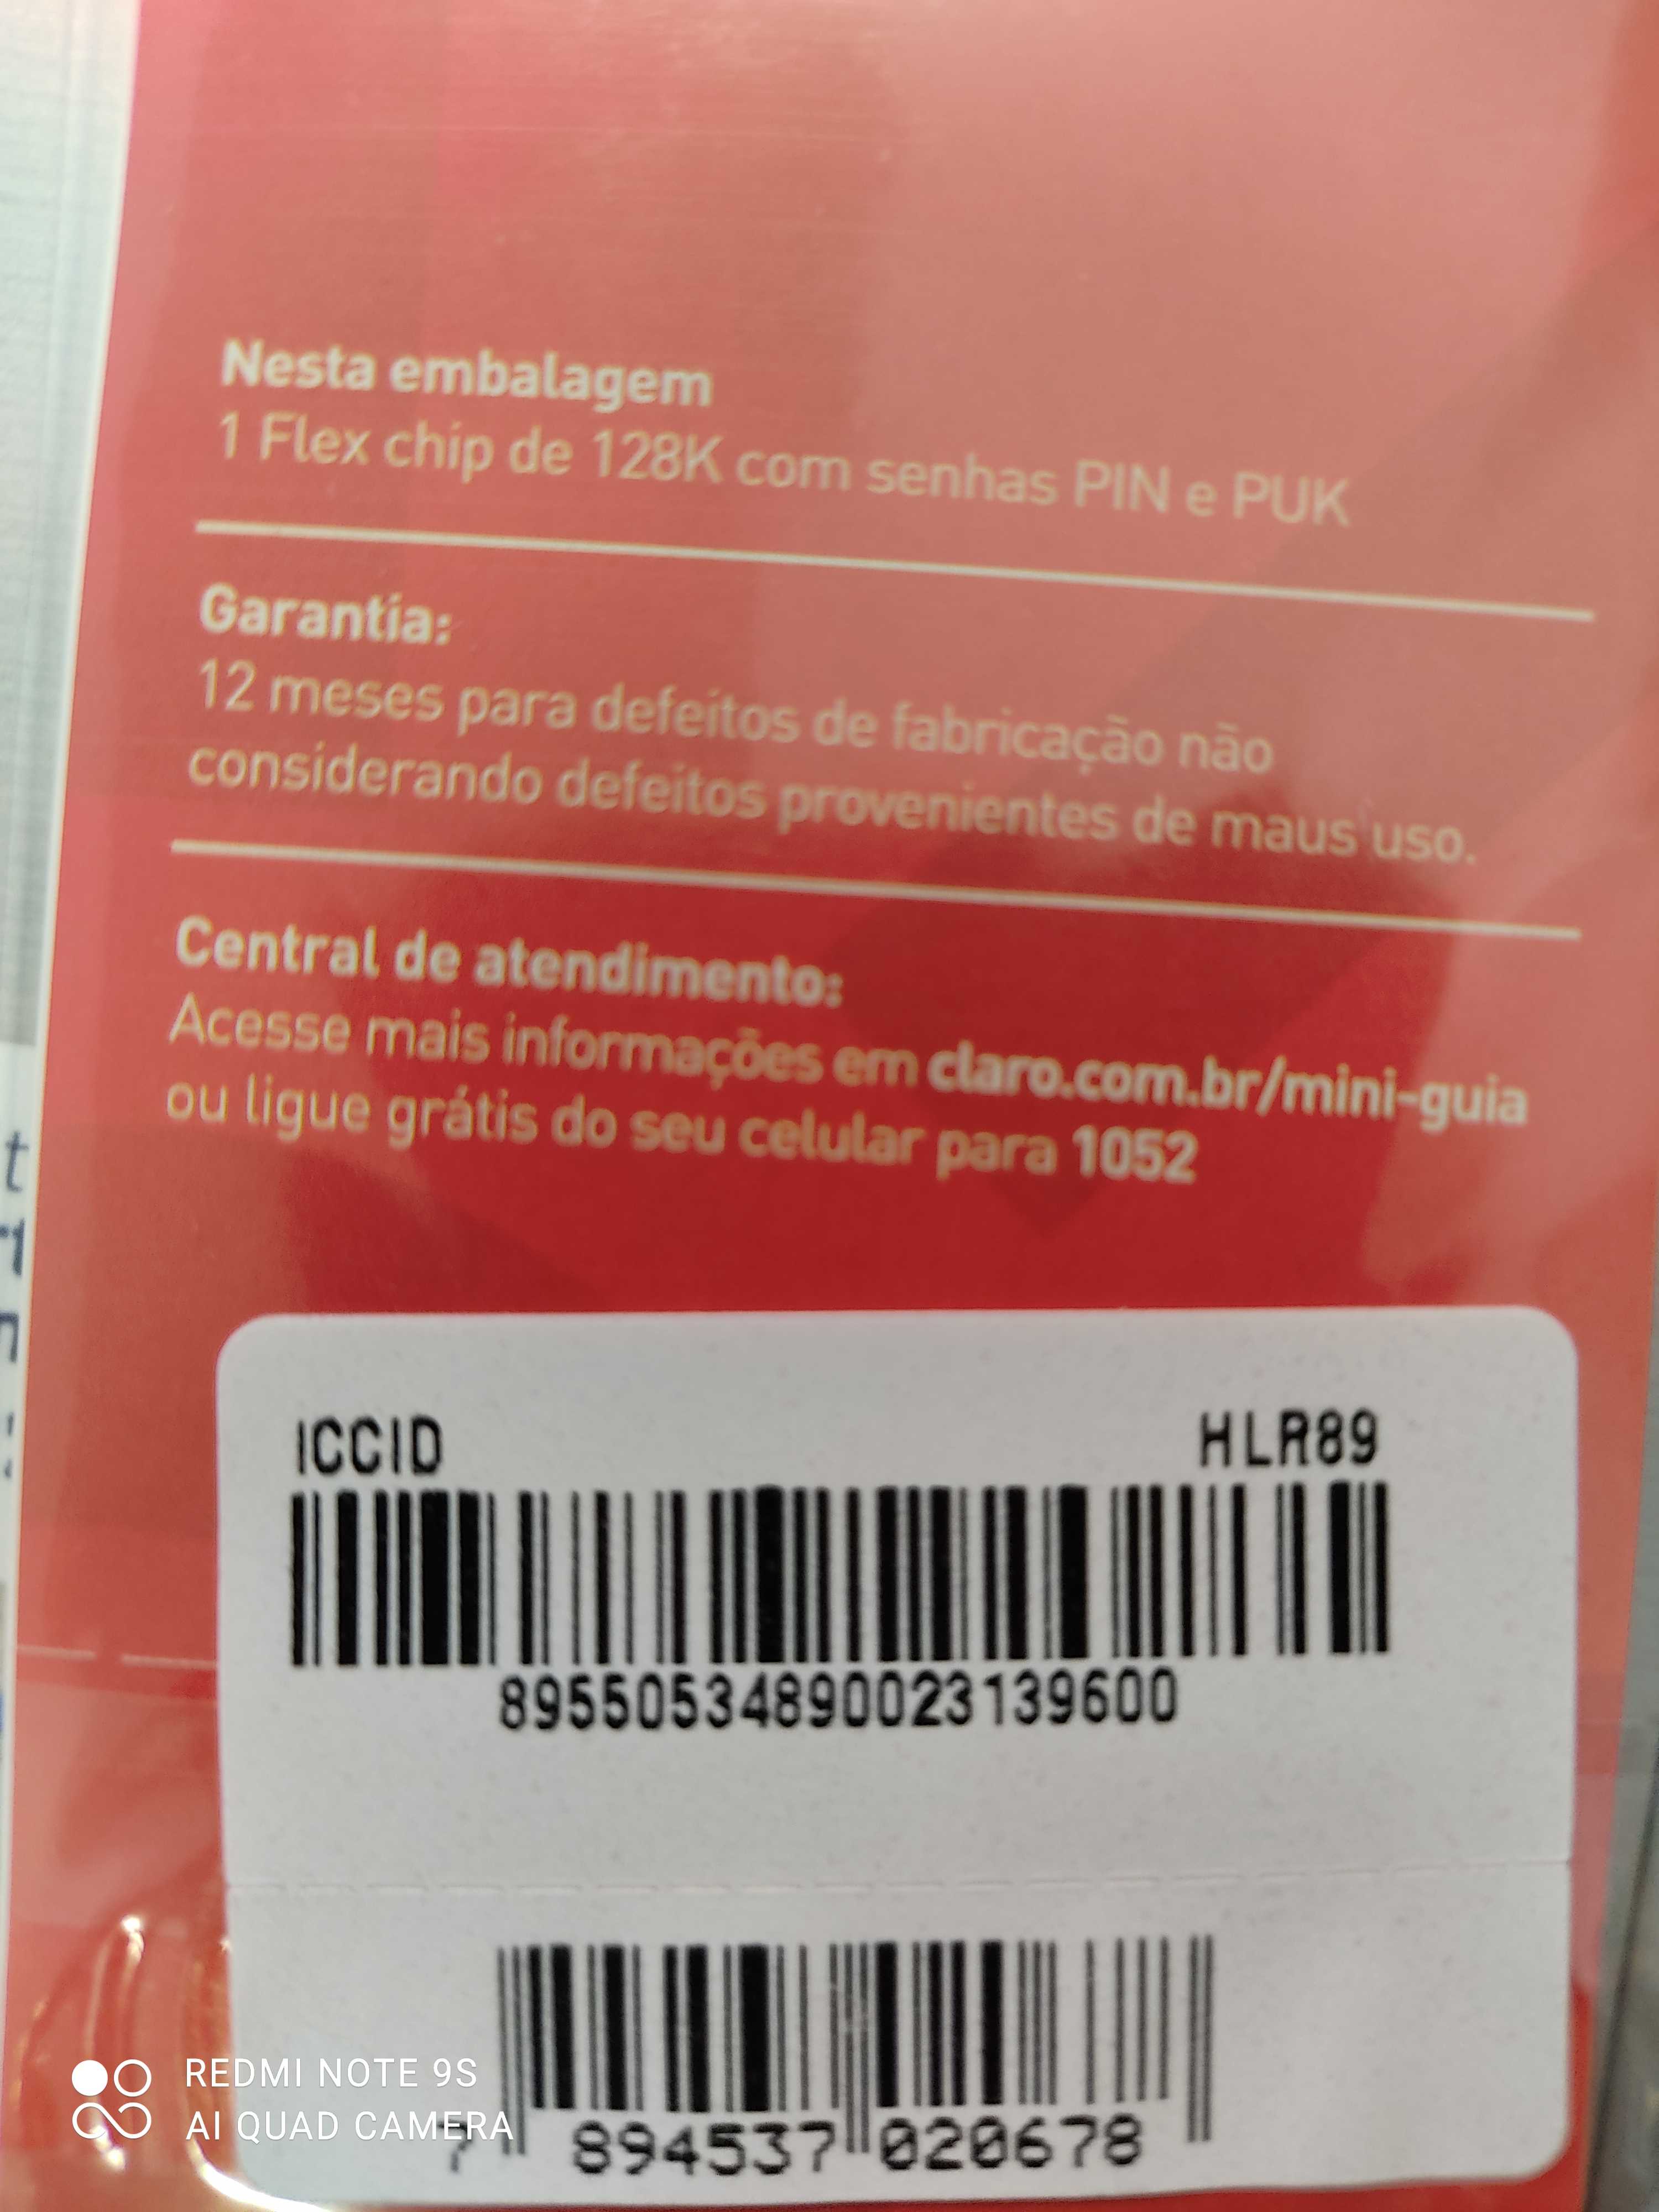 Nesta embalagem
1 Flex chip de 128K com senhas PIN e PUK
Garantia:
12 meses para defeitos de fabricação não
considerando defeitos provenientes de maus uso.
Central de atendimento:
Acesse mais informações em claro.com.br/mini-guia
ou ligue grátis do seu celular para 1052
ICCID HLR89
89550534890023139600
7 894537 020678
REDMI NOTE 9S
AI QUAD CAMERA